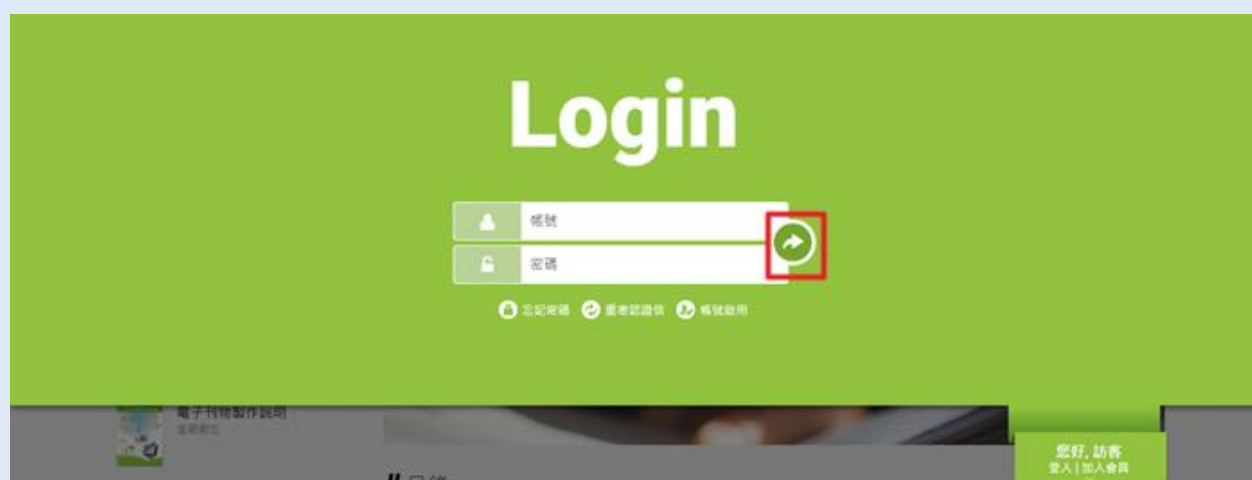 Login
帳號
密碼
忘記密碼 重寄認證信 帳號啟用
電子刊物製作說明
您好, 訪客
登入 | 加入會員